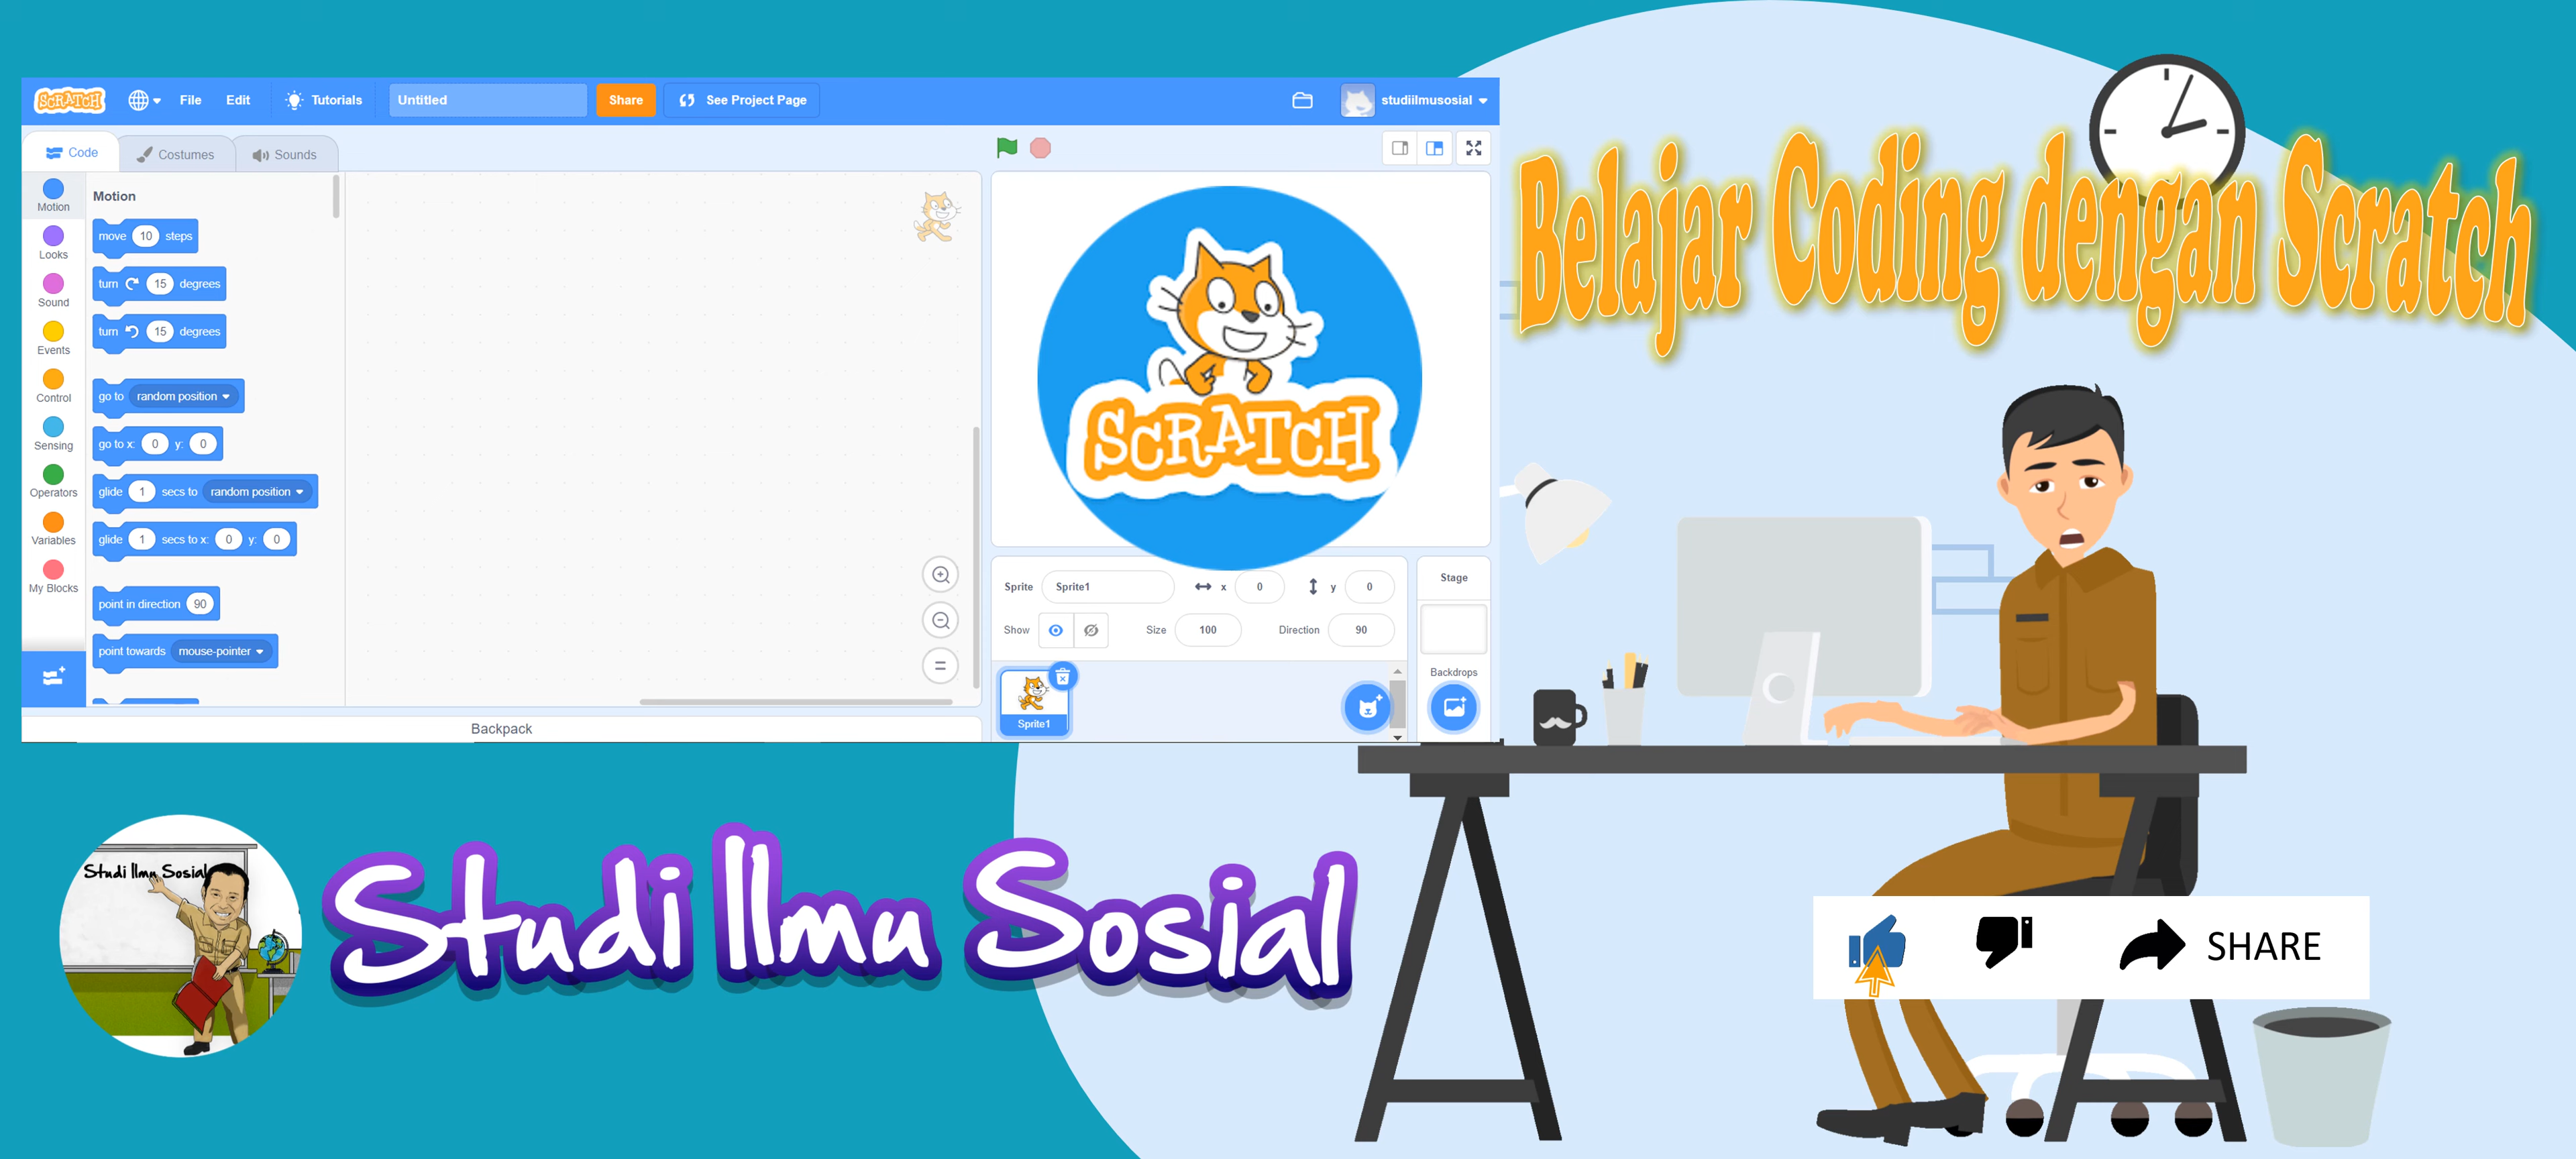 SCRATCH File Edit Tutorials Untitled Share See Project Page studiilmusosial
Code Costumes Sounds
Motion
Looks
Sound
Events
Control
Sensing
Operators
Variables
My Blocks
Motion
move 10 steps
turn 15 degrees
turn 15 degrees
go to random position
go to x: 0 y: 0
glide 1 secs to random position
glide 1 secs to x: 0 y: 0
point in direction 90
point towards mouse-pointer
Backpack
SCRATCH
Sprite Sprite1 x 0 y 0
Show Size 100 Direction 90
Sprite1
Stage
Backdrops
Belajar Coding dengan Scratch
Studi Ilmu Sosial
Studi Ilmu Sosial
SHARE